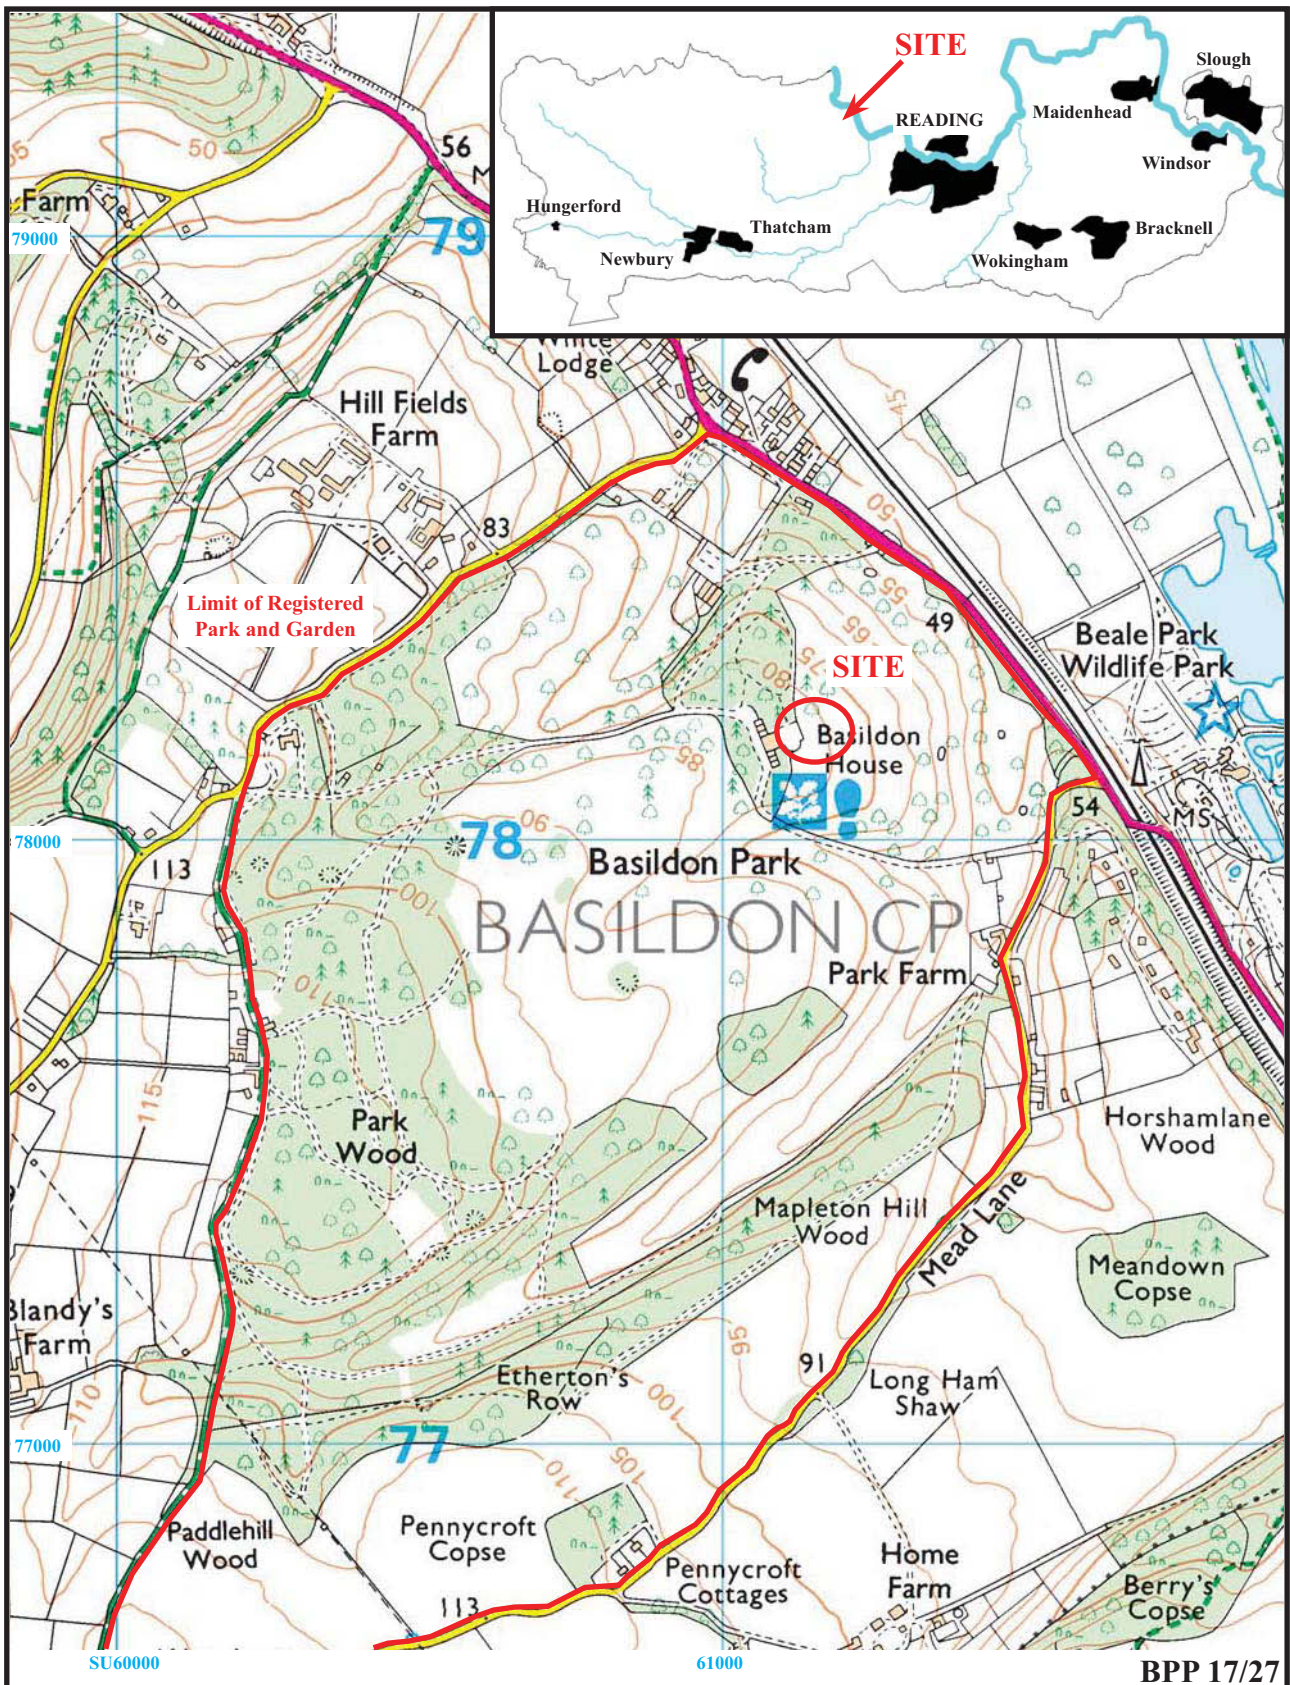 SITE
Slough
Maidenhead
READING
Windsor
Hungerford
Thatcham
Newbury
Bracknell
Wokingham
50
56
M
Farm
79000
79
Lodge
45
Hill Fields
Farm
50
83
55
Limit of Registered
Park and Garden
49
65
75
80
SITE
Beale Park
Wildlife Park
Basildon
House
85
54
MS
90
78000
78
113
Basildon Park
100
BASILDON CP
Park Farm
110
115
Park
Wood
Horshamlane
Wood
Mapleton Hill
Wood
Mead Lane
Meandown
Copse
Blandy's
Farm
95
91
Etherton's
Row
Long Ham
Shaw
110
100
77000
77
105
110
Paddlehill
Wood
Pennycroft
Copse
Pennycroft
Cottages
Home
Farm
Berry's
Copse
113
SU60000
61000
BPP 17/27